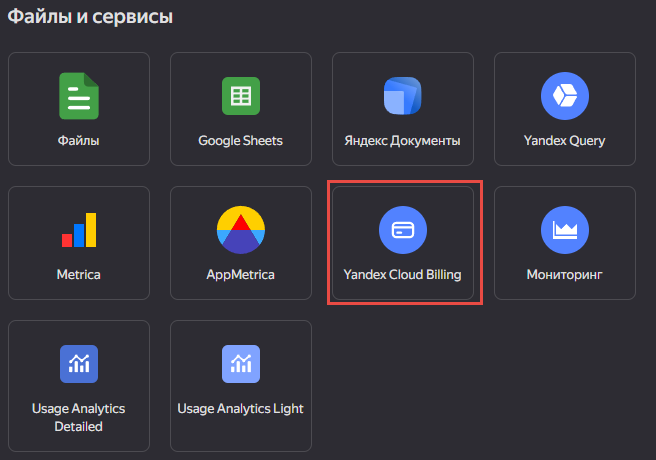 Файлы и сервисы
Файлы
Google Sheets
Яндекс Документы
Yandex Query
Metrica
AppMetrica
Yandex Cloud Billing
Мониторинг
Usage Analytics
Detailed
Usage Analytics Light